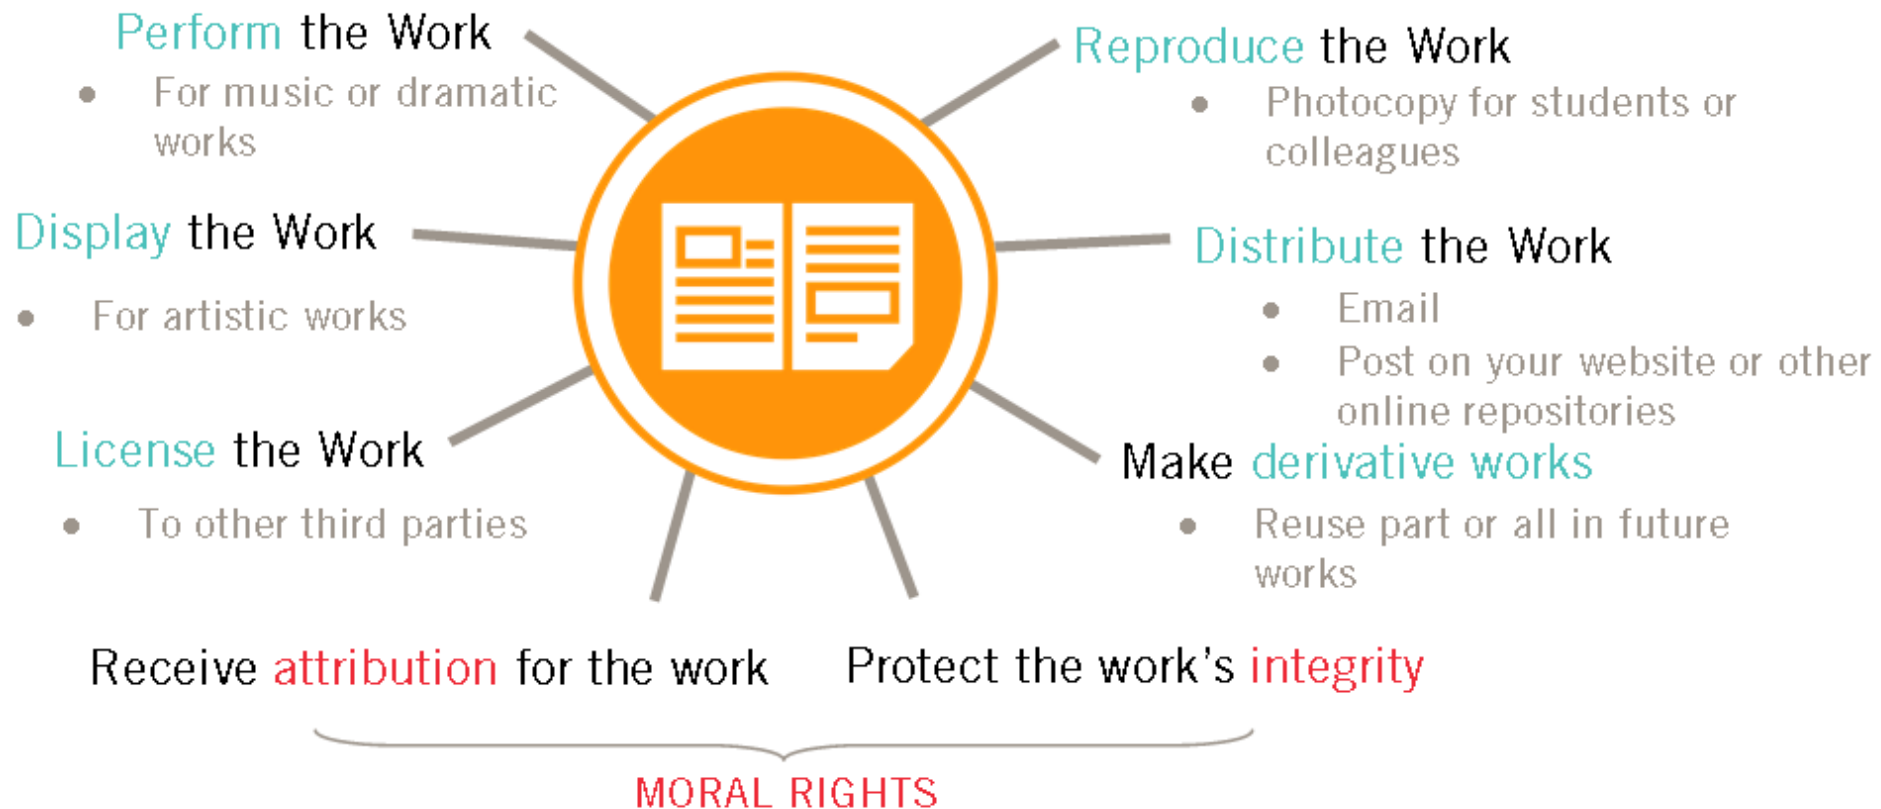 Perform the Work
• For music or dramatic
works
Display the Work
• For artistic works
License the Work
• To other third parties
Reproduce the Work
• Photocopy for students or
colleagues
Distribute the Work
• Email
• Post on your website or other
online repositories
Make derivative works
• Reuse part or all in future
works
Receive attribution for the work
Protect the work's integrity
MORAL RIGHTS